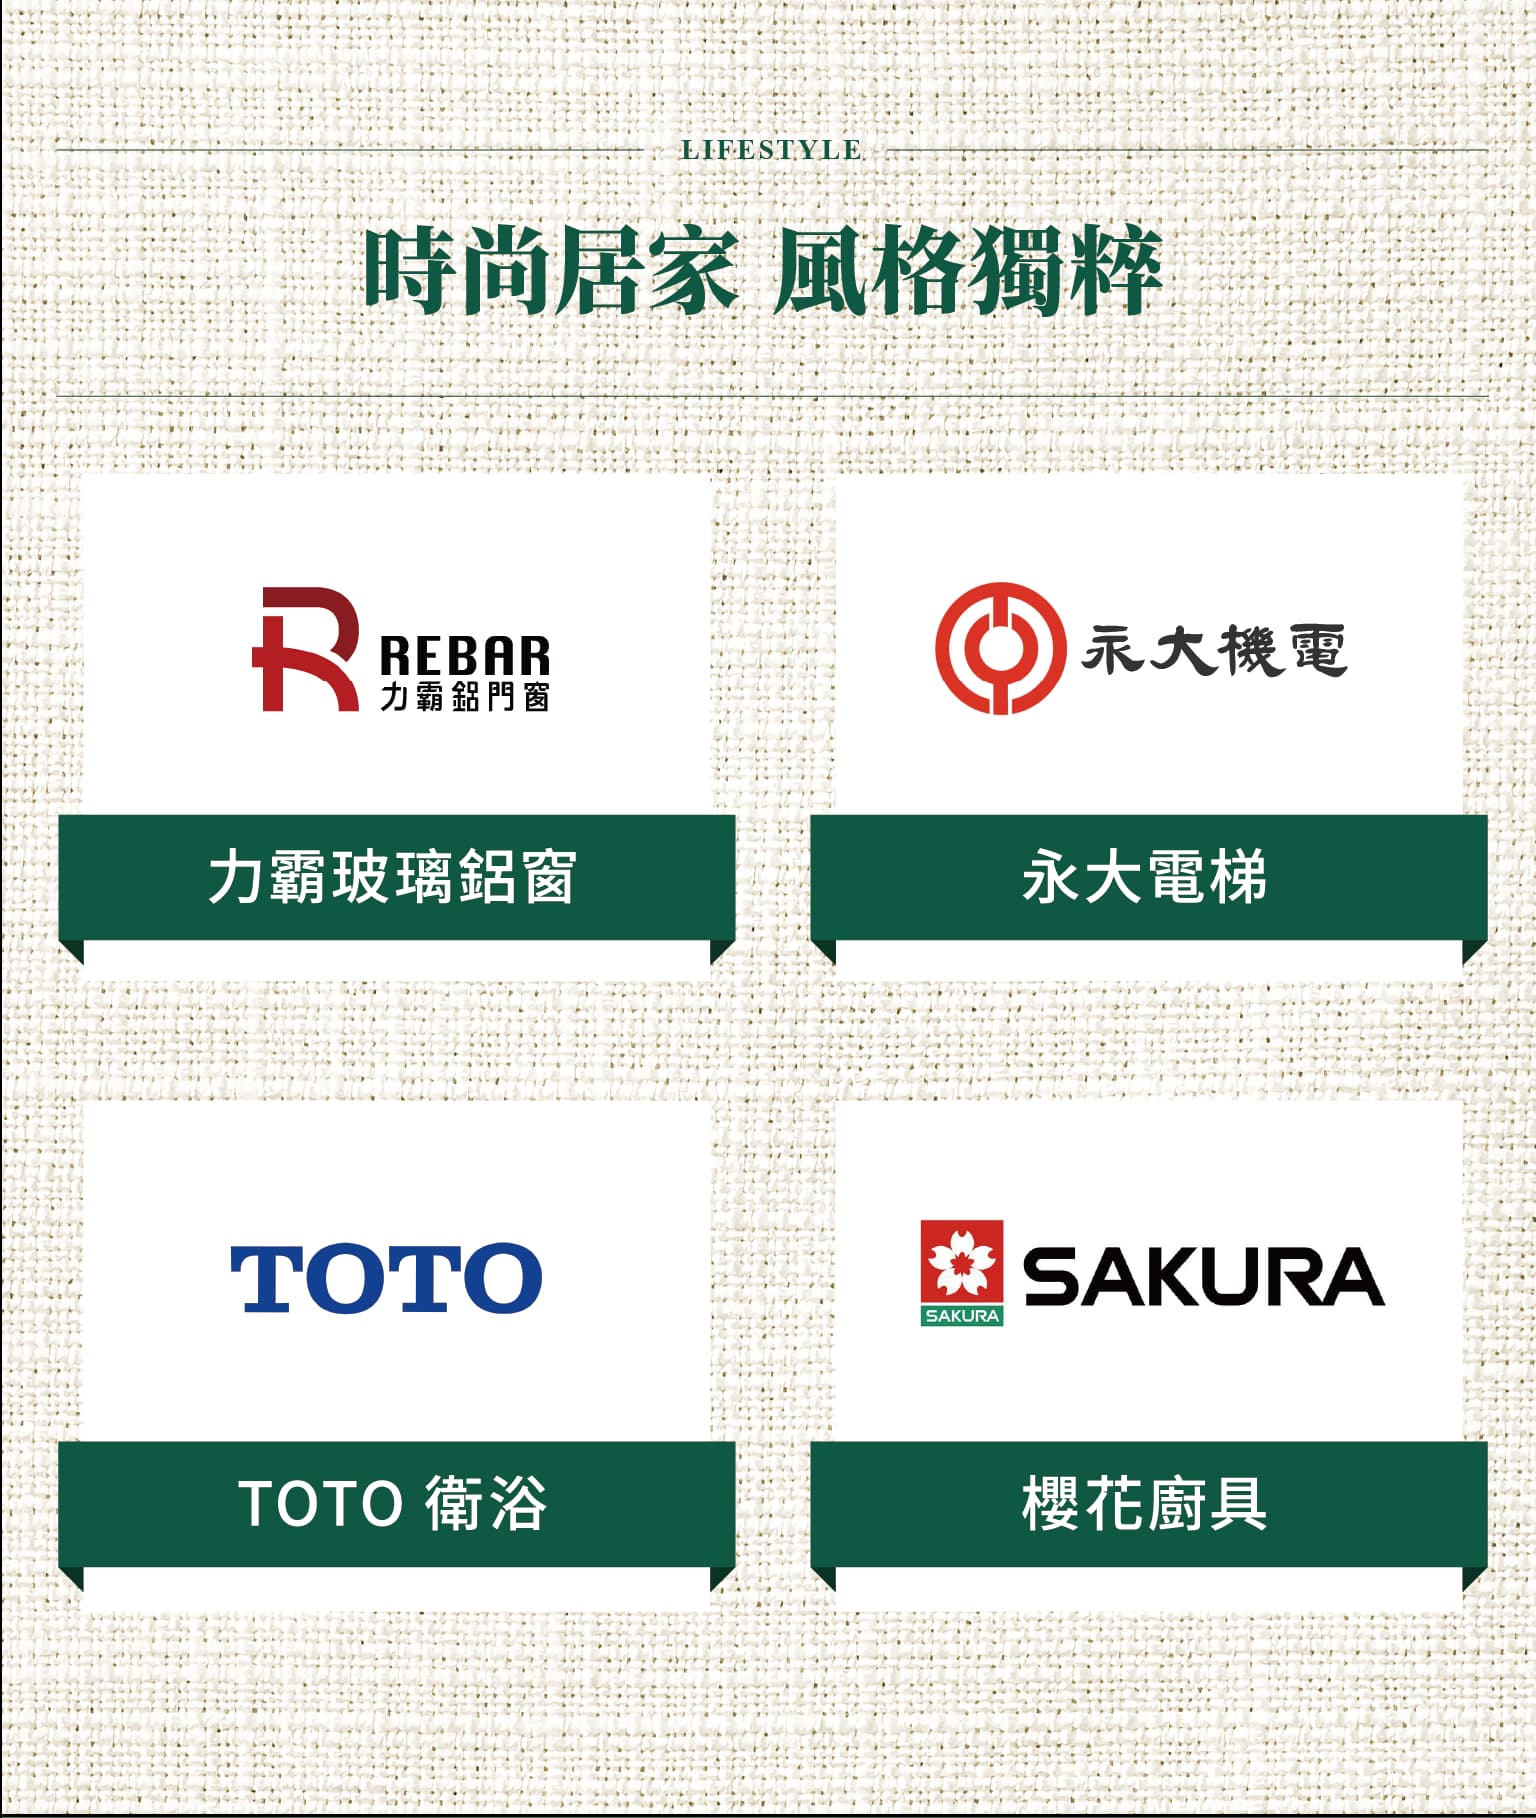 LIFESTYLE
時尚居家 風格獨粹
REBAR
力霸鋁門窗
永大機電
力霸玻璃鋁窗
永大電梯
TOTO
SAKURA
SAKURA
TOTO 衛浴
櫻花廚具